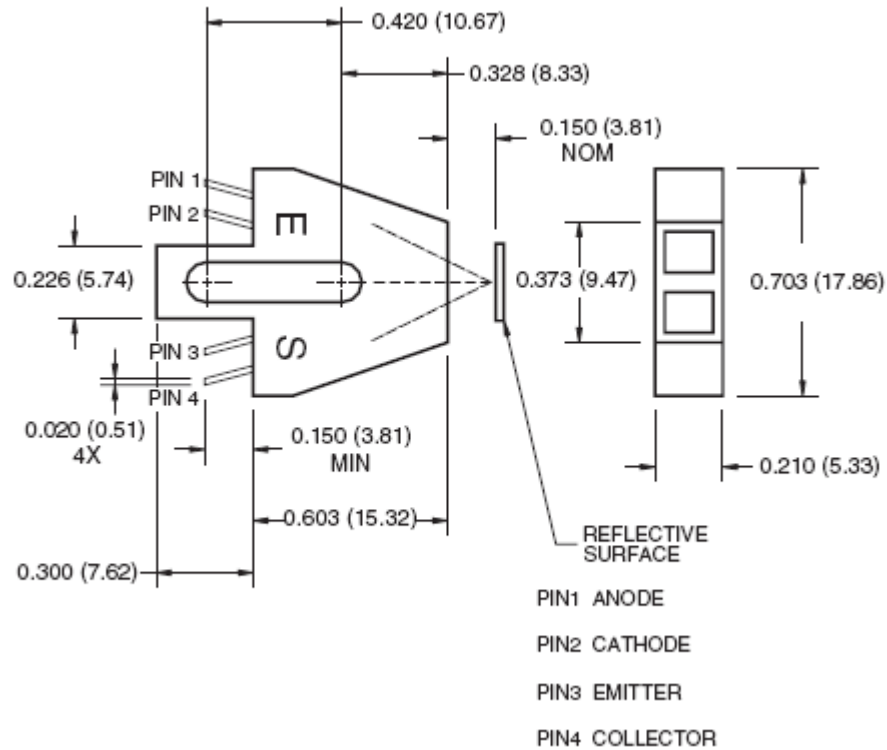 0.420 (10.67)
0.328 (8.33)
0.150 (3.81)
NOM
PIN 1
PIN 2
E
0.226 (5.74)
0.373 (9.47)
0.703 (17.86)
S
PIN 3
PIN 4
0.020 (0.51)
4X
0.150 (3.81)
MIN
0.210 (5.33)
0.603 (15.32)
REFLECTIVE
SURFACE
0.300 (7.62)
PIN1 ANODE
PIN2 CATHODE
PIN3 EMITTER
PIN4 COLLECTOR